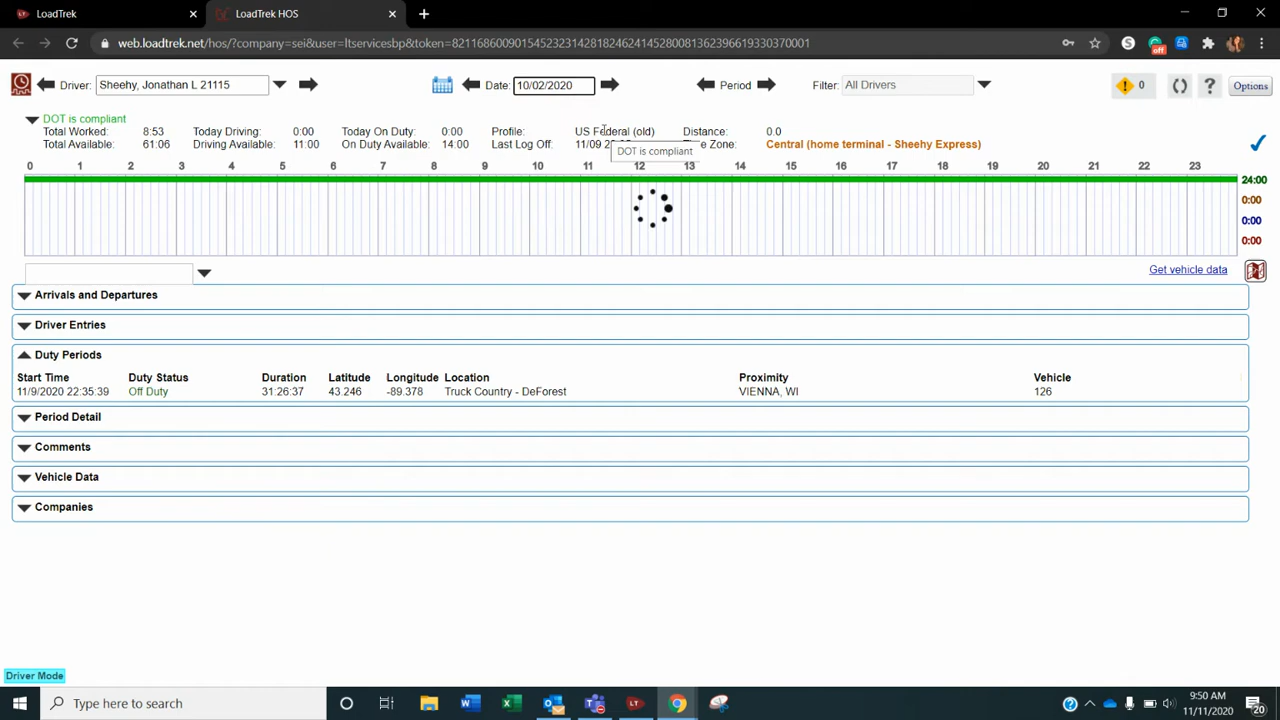 LoadTrek
LoadTrek HOS
web.loadtrek.net/hos/?company=sei&user=ltservicesbp&token=82116860090154523231428182462414528008136239661933037​0001
Driver: Sheehy, Jonathan L 21115 Date: 10/02/2020 Period Filter: All Drivers 0 ? Options
DOT is compliant
Total Worked: 8:53 Today Driving: 0:00 Today On Duty: 0:00 Profile: US Federal (old) Distance: 0.0
Total Available: 61:06 Driving Available: 11:00 On Duty Available: 14:00 Last Log Off: 11/09 Zone: Central (home terminal - Sheehy Express)
DOT is compliant
0 1 2 3 4 5 6 7 8 9 10 11 12 13 14 15 16 17 18 19 20 21 22 23
24:00
0:00
0:00
0:00
Get vehicle data
Arrivals and Departures
Driver Entries
Duty Periods
Start Time Duty Status Duration Latitude Longitude Location Proximity Vehicle
11/9/2020 22:35:39 Off Duty 31:26:37 43.246 -89.378 Truck Country - DeForest VIENNA, WI 126
Period Detail
Comments
Vehicle Data
Companies
Driver Mode
Type here to search
9:50 AM
11/11/2020
20